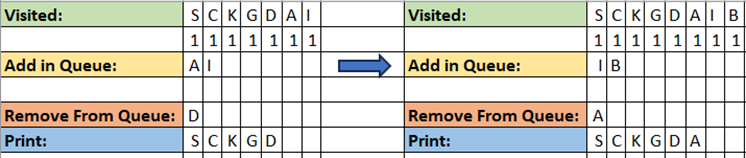 Visited: S C K G D A I
1 1 1 1 1 1 1
Add in Queue: A I
Remove From Queue: D
Print: S C K G D
Visited: S C K G D A I B
1 1 1 1 1 1 1 1
Add in Queue: I B
Remove From Queue: A
Print: S C K G D A